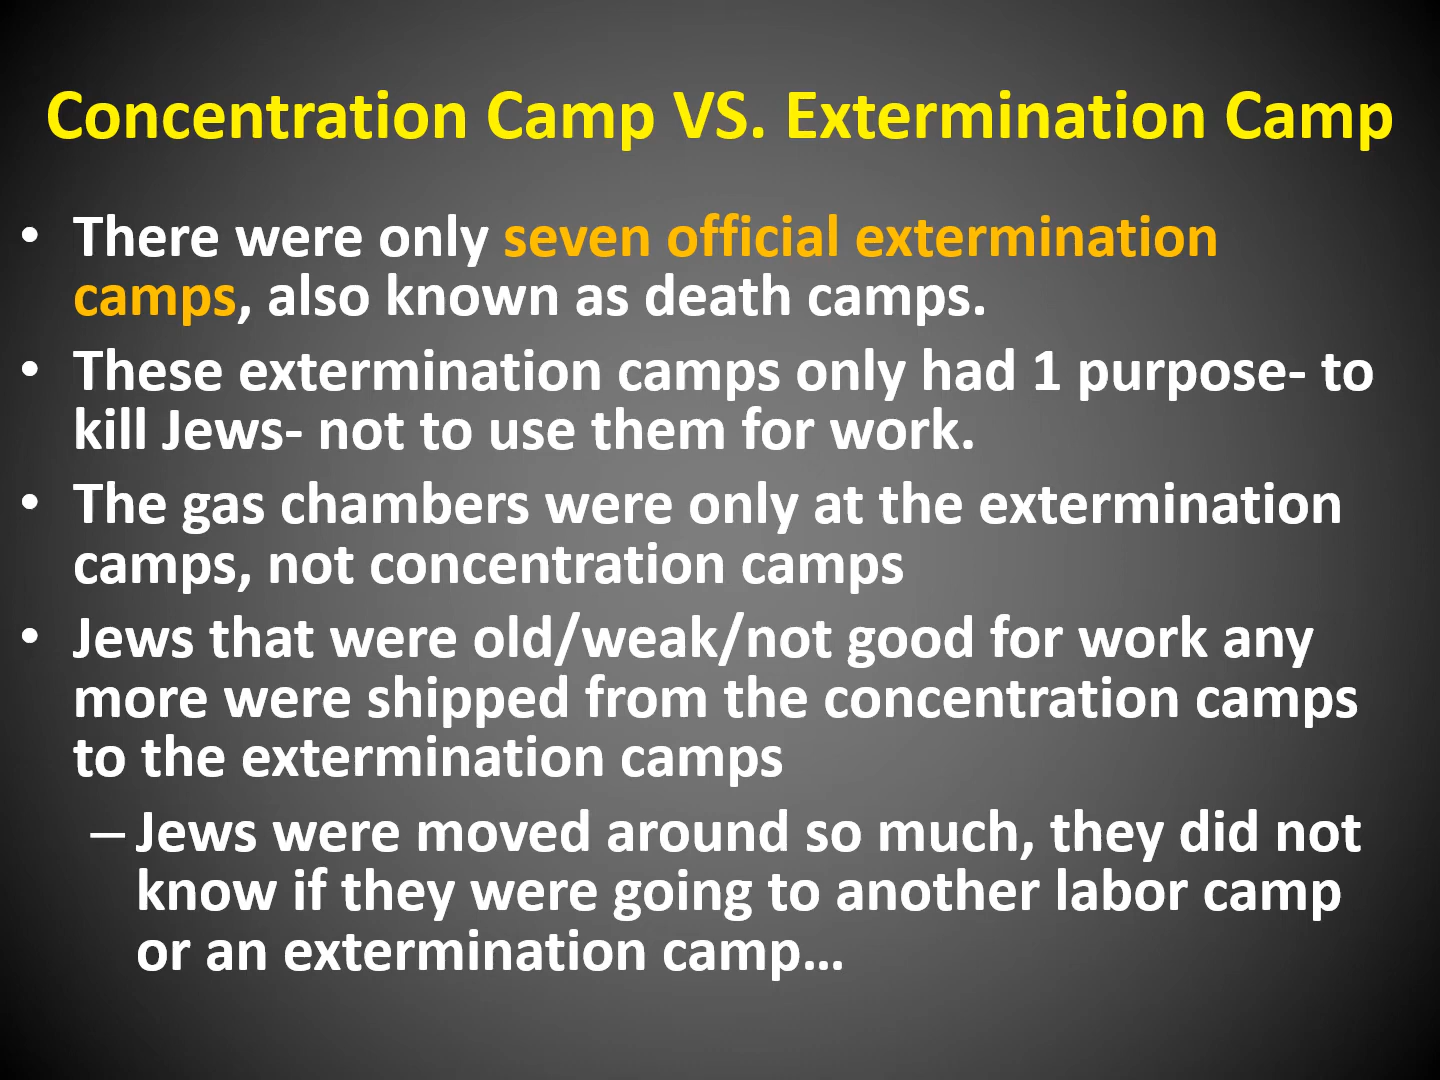 Concentration Camp VS. Extermination Camp
• There were only seven official extermination
camps, also known as death camps.
• These extermination camps only had 1 purpose- to
kill Jews- not to use them for work.
• The gas chambers were only at the extermination
camps, not concentration camps
• Jews that were old/weak/not good for work any
more were shipped from the concentration camps
to the extermination camps
– Jews were moved around so much, they did not
know if they were going to another labor camp
or an extermination camp…